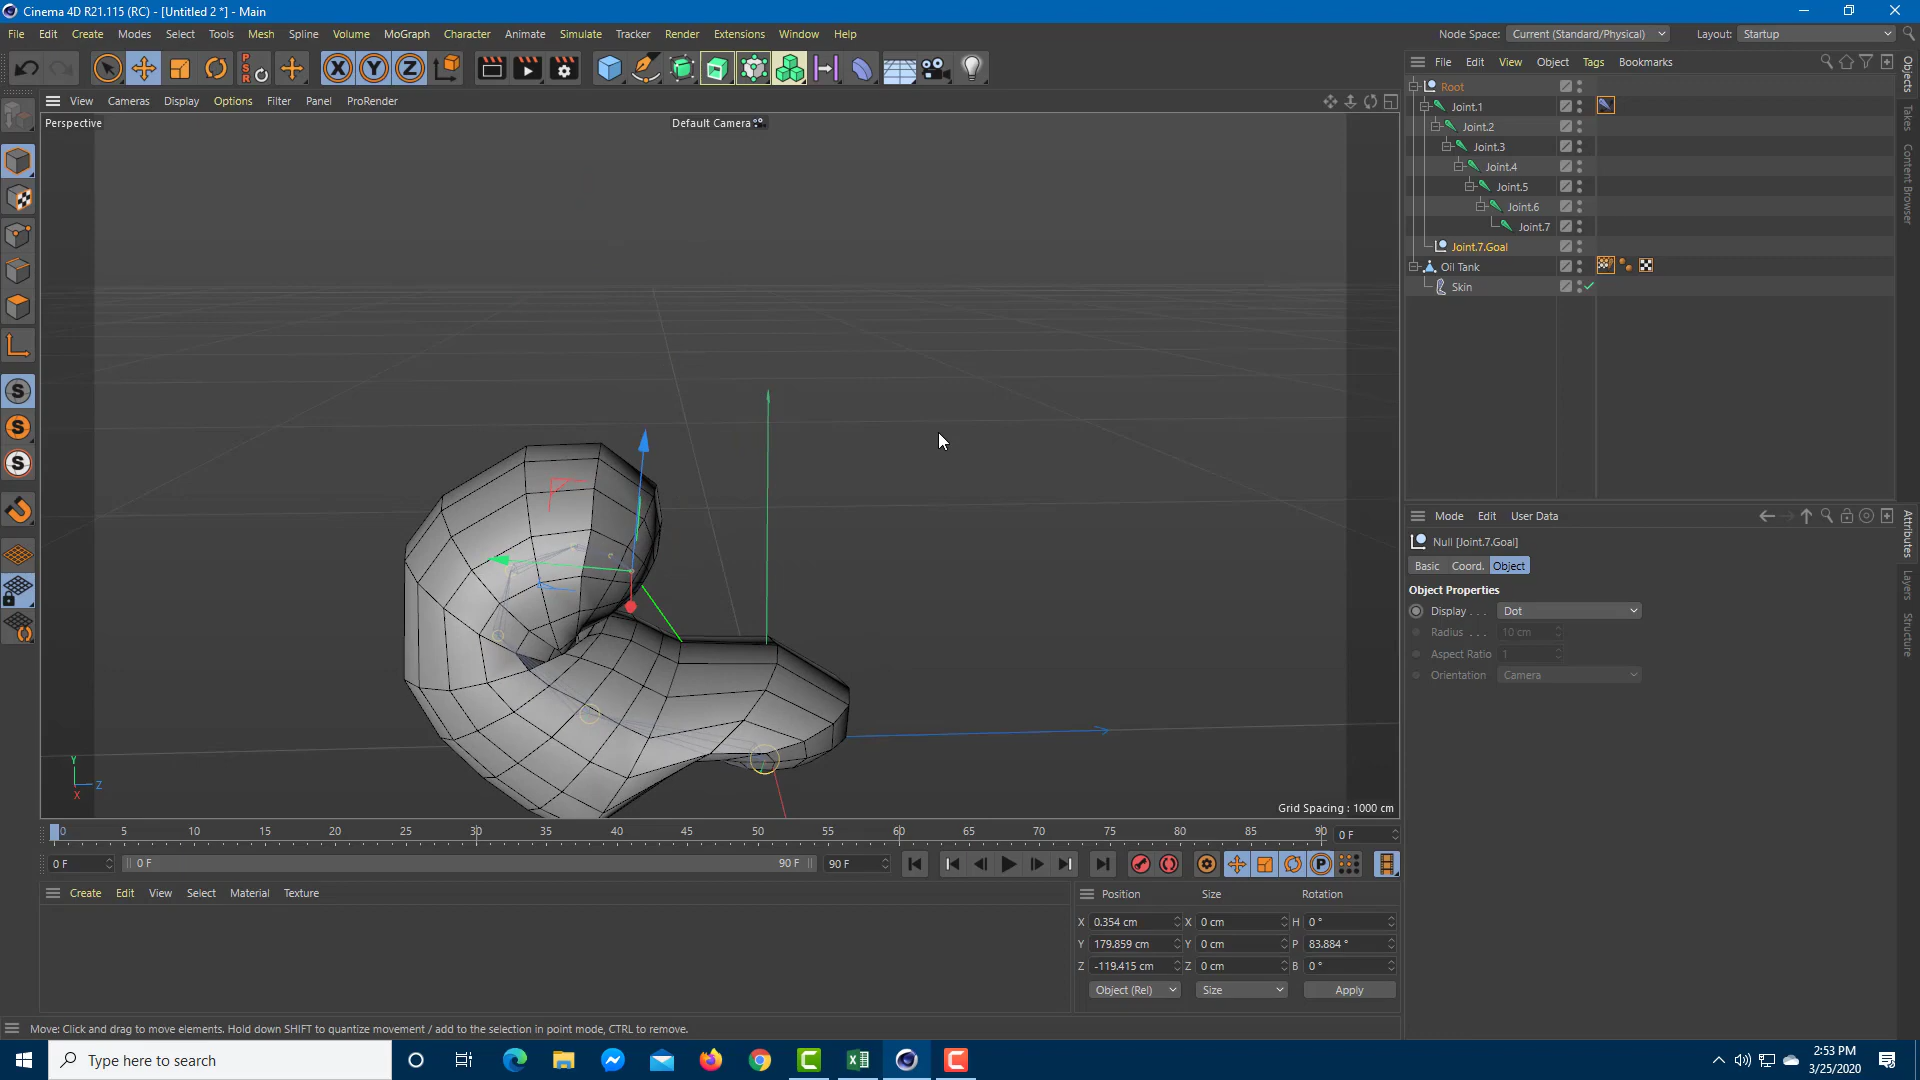 Cinema 4D R21.115 (RC) - [Untitled 2 *] - Main
File Edit Create Modes Select Tools Mesh Spline Volume MoGraph Character Animate Simulate Tracker Render Extensions Window Help
Node Space: Current (Standard/Physical) Layout: Startup
X Y Z
P S R
File Edit View Object Tags Bookmarks
View Cameras Display Options Filter Panel ProRender
Perspective
Default Camera
Root
Joint.1
Joint.2
Joint.3
Joint.4
Joint.5
Joint.6
Joint.7
Joint.7.Goal
Oil Tank
Skin
Objects
Takes
Content Browser
S
S
S
Mode Edit User Data
Null [Joint.7.Goal]
Basic Coord. Object
Object Properties
Display . . . Dot
Radius . . . 10 cm
Aspect Ratio 1
Orientation Camera
Attributes
Layers
Structure
Y
Z
X
Grid Spacing : 1000 cm
0 5 10 15 20 25 30 35 40 45 50 55 60 65 70 75 80 85 90 0 F
0 F 0 F 90 F 90 F
P
Create Edit View Select Material Texture
Position Size Rotation
X 0.354 cm X 0 cm H 0 °
Y 179.859 cm Y 0 cm P 83.884 °
Z -119.415 cm Z 0 cm B 0 °
Object (Rel) Size Apply
Move: Click and drag to move elements. Hold down SHIFT to quantize movement / add to the selection in point mode, CTRL to remove.
Type here to search
2:53 PM
3/25/2020